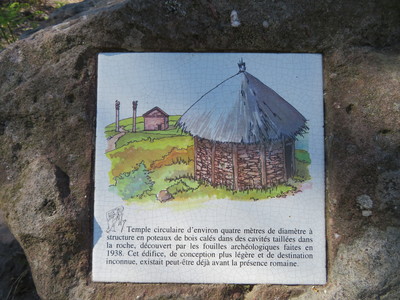 Temple circulaire d'environ quatre mètres de diamètre à
structure en poteaux de bois calés dans des cavités taillées dans
la roche, découvert par les fouilles archéologiques faites en
1938. Cet édifice, de conception plus légère et de destination
inconnue, existait peut-être déjà avant la présence romaine.